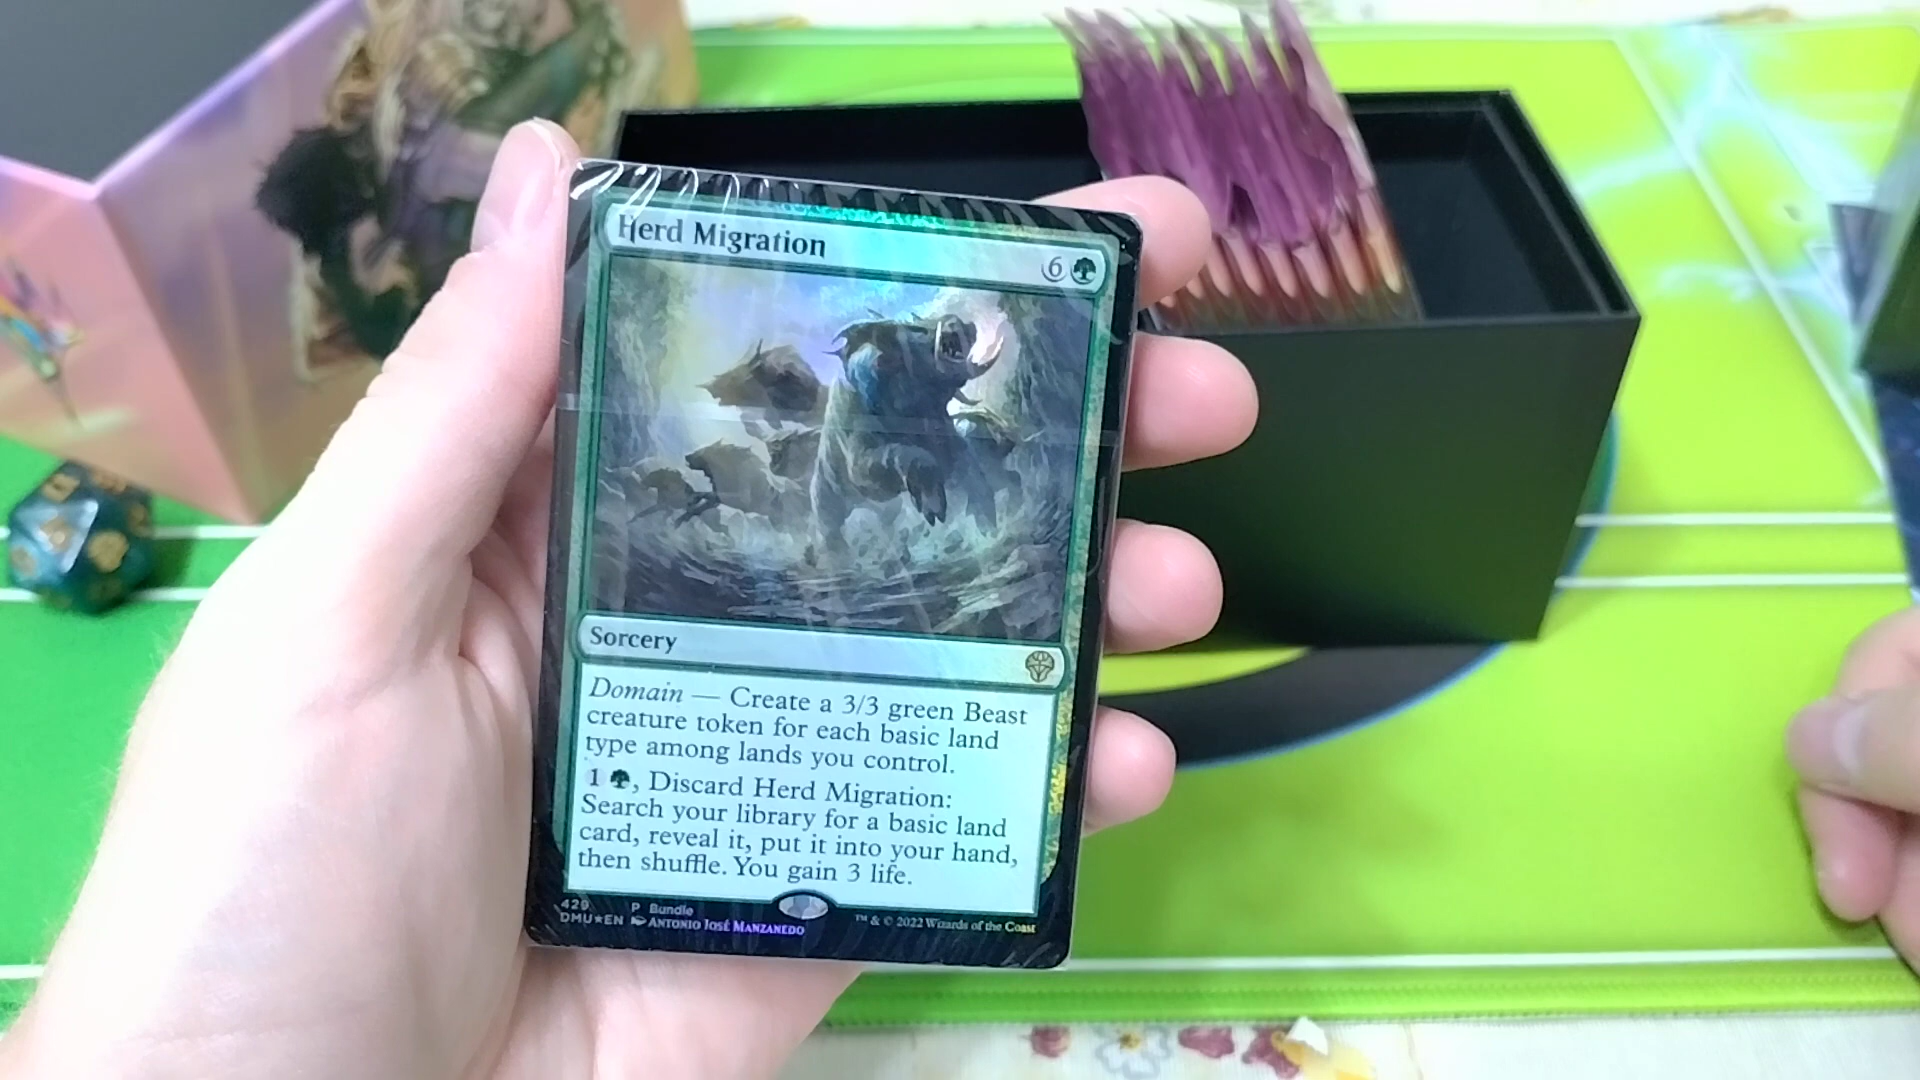 Herd Migration
6
Sorcery
Domain — Create a 3/3 green Beast
creature token for each basic land
type among lands you control.
1 , Discard Herd Migration:
Search your library for a basic land
card, reveal it, put it into your hand,
then shuffle. You gain 3 life.
429 P Bundle
DMU★EN Antonio José Manzanedo
™ & © 2022 Wizards of the Coast